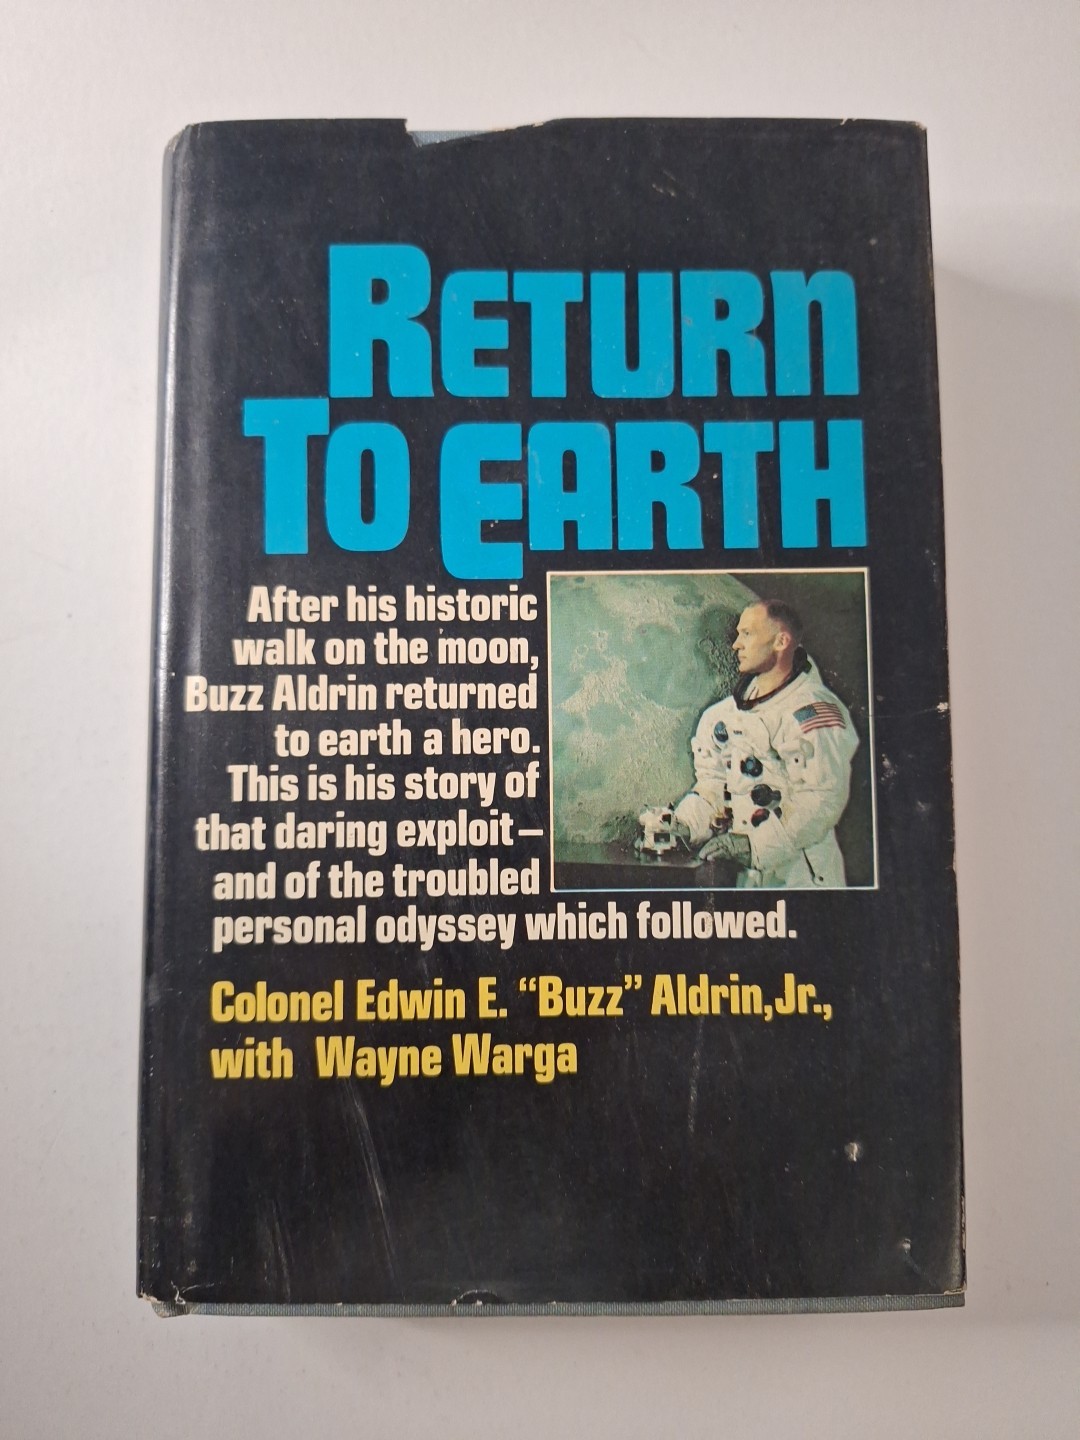 RETURN
TO EARTH
After his historic
walk on the moon,
Buzz Aldrin returned
to earth a hero.
This is his story of
that daring exploit—
and of the troubled
personal odyssey which followed.
Colonel Edwin E. “Buzz” Aldrin, Jr.,
with Wayne Warga